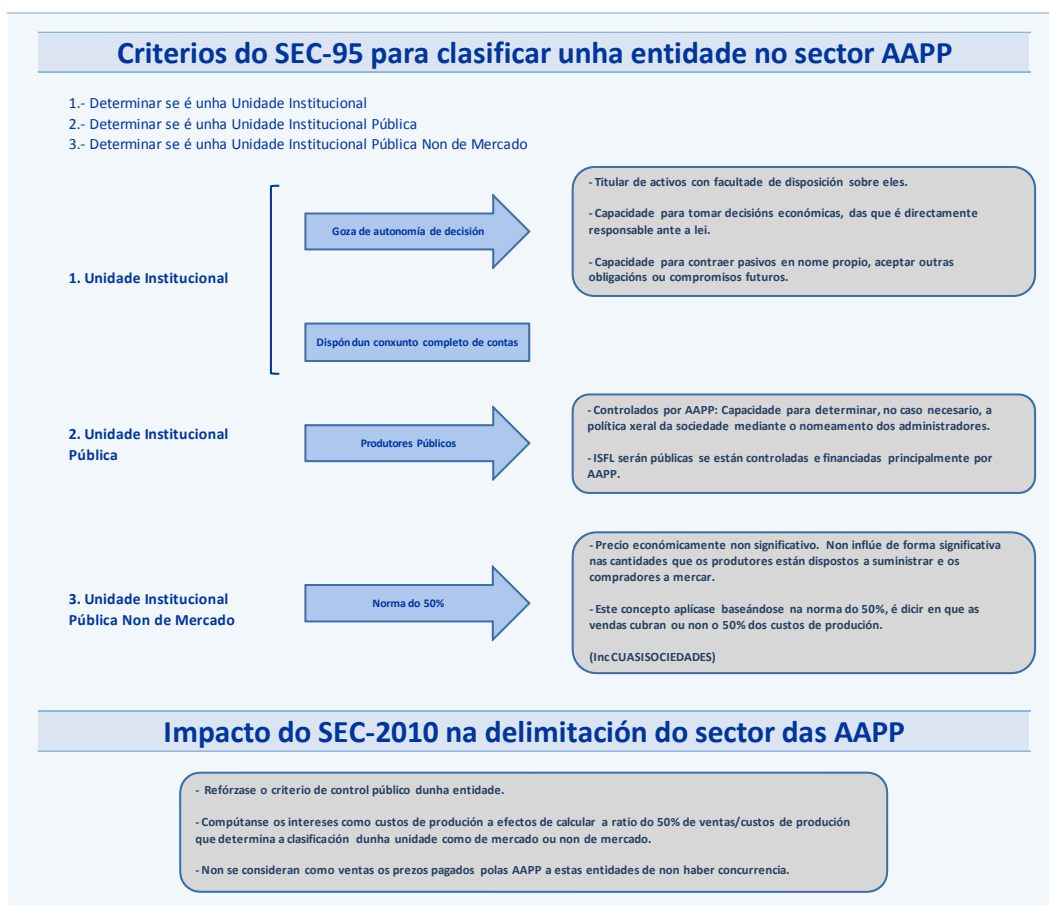 Criterios do SEC-95 para clasificar unha entidade no sector AAPP
1.- Determinar se é unha Unidade Institucional
2.- Determinar se é unha Unidade Institucional Pública
3.- Determinar se é unha Unidade Institucional Pública Non de Mercado
1. Unidade Institucional
Goza de autonomía de decisión
- Titular de activos con facultade de disposición sobre eles.
- Capacidade para tomar decisións económicas, das que é directamente
responsable ante a lei.
- Capacidade para contraer pasivos en nome propio, aceptar outras
obligacións ou compromisos futuros.
Dispón dun conxunto completo de contas
2. Unidade Institucional
Pública
Produtores Públicos
- Controlados por AAPP: Capacidade para determinar, no caso necesario, a
política xeral da sociedade mediante o nomeamento dos administradores.
- ISFL serán públicas se están controladas e financiadas principalmente por
AAPP.
3. Unidade Institucional
Pública Non de Mercado
Norma do 50%
- Precio económicamente non significativo. Non inflúe de forma significativa
nas cantidades que os produtores están dispostos a suministrar e os
compradores a mercar.
- Este concepto aplícase baseándose na norma do 50%, é dicir en que as
vendas cubran ou non o 50% dos custos de produción.
(Inc CUASISOCIEDADES)
Impacto do SEC-2010 na delimitación do sector das AAPP
- Refórzase o criterio de control público dunha entidade.
- Compútanse os intereses como custos de produción a efectos de calcular a ratio do 50% de ventas/custos de produción
que determina a clasificación dunha unidade como de mercado ou non de mercado.
- Non se consideran como ventas os prezos pagados polas AAPP a estas entidades de non haber concurrencia.